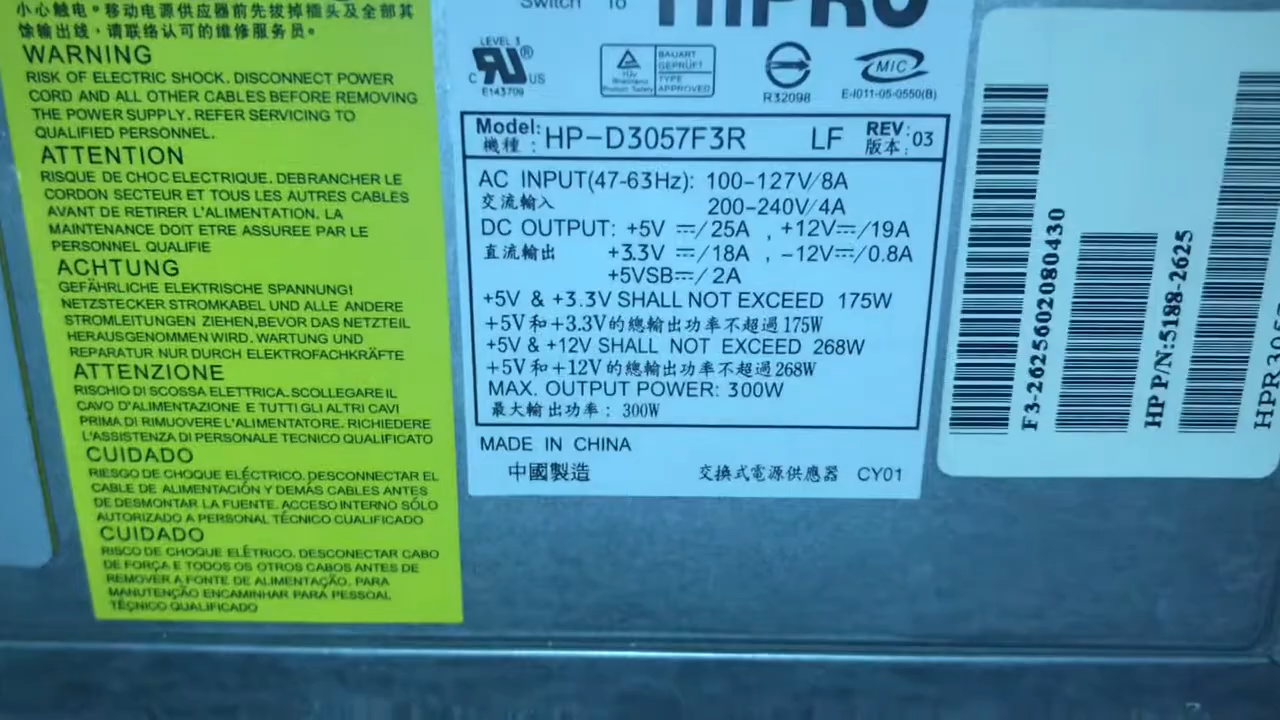 小心触电。移动电源供应器前先拔掉插头及全部其
馀输出线，请联络认可的维修服务员。
WARNING
RISK OF ELECTRIC SHOCK. DISCONNECT POWER
CORD AND ALL OTHER CABLES BEFORE REMOVING
THE POWER SUPPLY. REFER SERVICING TO
QUALIFIED PERSONNEL.
ATTENTION
RISQUE DE CHOC ELECTRIQUE. DEBRANCHER LE
CORDON SECTEUR ET TOUS LES AUTRES CABLES
AVANT DE RETIRER L'ALIMENTATION. LA
MAINTENANCE DOIT ETRE ASSUREE PAR LE
PERSONNEL QUALIFIE
ACHTUNG
GEFÄHRLICHE ELEKTRISCHE SPANNUNG!
NETZSTECKER STROMKABEL UND ALLE ANDERE
STROMLEITUNGEN ZIEHEN,BEVOR DAS NETZTEIL
HERAUSGENOMMEN WIRD. WARTUNG UND
REPARATUR NUR DURCH ELEKTROFACHKRÄFTE
ATTENZIONE
RISCHIO DI SCOSSA ELETTRICA. SCOLLEGARE IL
CAVO D'ALIMENTAZIONE E TUTTI GLI ALTRI CAVI
PRIMA DI RIMUOVERE L'ALIMENTATORE. RICHIEDERE
L'ASSISTENZA DI PERSONALE TECNICO QUALIFICATO
CUIDADO
RIESGO DE CHOQUE ELÉCTRICO. DESCONNECTAR EL
CABLE DE ALIMENTACIÓN Y DEMÁS CABLES ANTES
DE DESMONTAR LA FUENTE. ACCESO INTERNO SÓLO
AUTORIZADO A PERSONAL TÉCNICO CUALIFICADO
CUIDADO
RISCO DE CHOQUE ELÉTRICO. DESCONECTAR CABO
DE FORÇA E TODOS OS OTROS CABOS ANTES DE
REMOVER A FONTE DE ALIMENTAÇÃO. PARA
MANUTENÇÃO ENCAMINHAR PARA PESSOAL
TÉCNICO QUALIFICADO
Switch To HIPRO
LEVEL 3
C RU ® US
E143709
TÜV
Rheinland
Product Safety
BAUART
GEPRÜFT
TYPE
APPROVED
R32098
MIC
E-I011-05-0550(B)
Model: HP-D3057F3R LF REV: 03
機種 : 版本:
AC INPUT(47-63Hz): 100-127V/8A
交流輸入 200-240V/4A
DC OUTPUT: +5V ⎓/25A , +12V⎓/19A
直流輸出 +3.3V ⎓/18A , -12V⎓/0.8A
+5VSB⎓/2A
+5V & +3.3V SHALL NOT EXCEED 175W
+5V和+3.3V的總輸出功率不超過175W
+5V & +12V SHALL NOT EXCEED 268W
+5V和+12V的總輸出功率不超過268W
MAX. OUTPUT POWER: 300W
最大輸出功率: 300W
MADE IN CHINA
中國製造 交換式電源供應器 CY01
F3-2625602080430
HP P/N:5188-2625